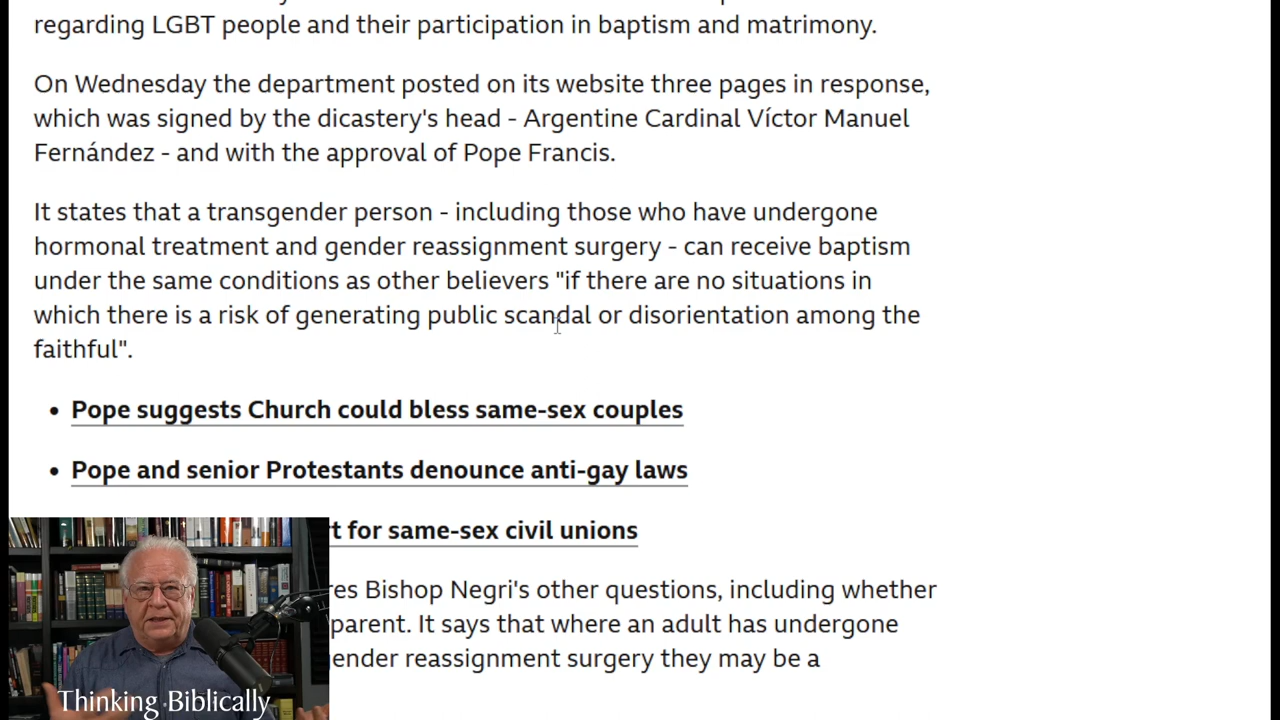 regarding LGBT people and their participation in baptism and matrimony.
On Wednesday the department posted on its website three pages in response,
which was signed by the dicastery's head - Argentine Cardinal Víctor Manuel
Fernández - and with the approval of Pope Francis.
It states that a transgender person - including those who have undergone
hormonal treatment and gender reassignment surgery - can receive baptism
under the same conditions as other believers "if there are no situations in
which there is a risk of generating public scandal or disorientation among the
faithful".
• Pope suggests Church could bless same-sex couples
• Pope and senior Protestants denounce anti-gay laws
for same-sex civil unions
Bishop Negri's other questions, including whether
parent. It says that where an adult has undergone
gender reassignment surgery they may be a
Thinking Biblically